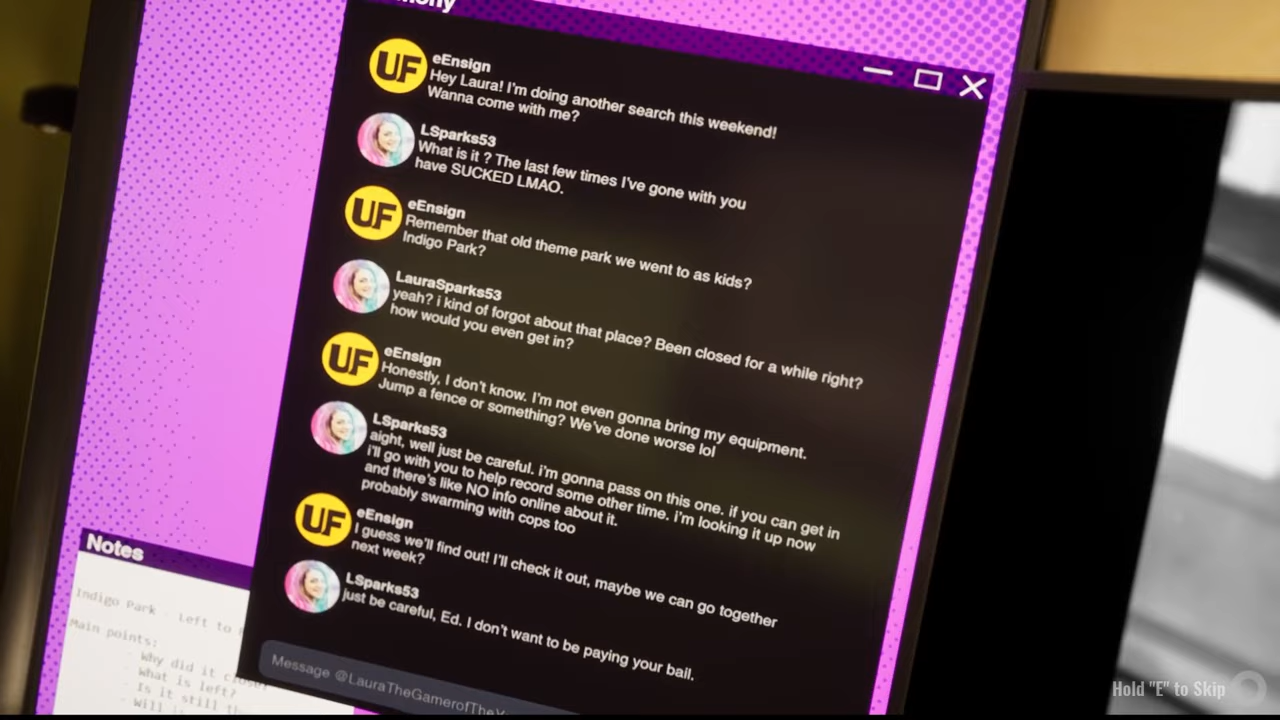 UF
eEnsign
Hey Laura! I'm doing another search this weekend!
Wanna come with me?
LSparks53
What is it ? The last few times I've gone with you
have SUCKED LMAO.
UF
eEnsign
Remember that old theme park we went to as kids?
Indigo Park?
LauraSparks53
yeah? i kind of forgot about that place? Been closed for a while right?
how would you even get in?
UF
eEnsign
Honestly, I don't know. I'm not even gonna bring my equipment.
Jump a fence or something? We've done worse lol
LSparks53
aight, well just be careful. i'm gonna pass on this one. if you can get in
i'll go with you to help record some other time. i'm looking it up now
and there's like NO info online about it.
probably swarming with cops too
UF
eEnsign
I guess we'll find out! I'll check it out, maybe we can go together
next week?
LSparks53
just be careful, Ed. I don't want to be paying your bail.
Message @LauraTheGamerofTheY
Notes
Indigo Park Left to
Main points:
- Why did it
- What is left?
- Is it still
- Will
Hold "E" to Skip